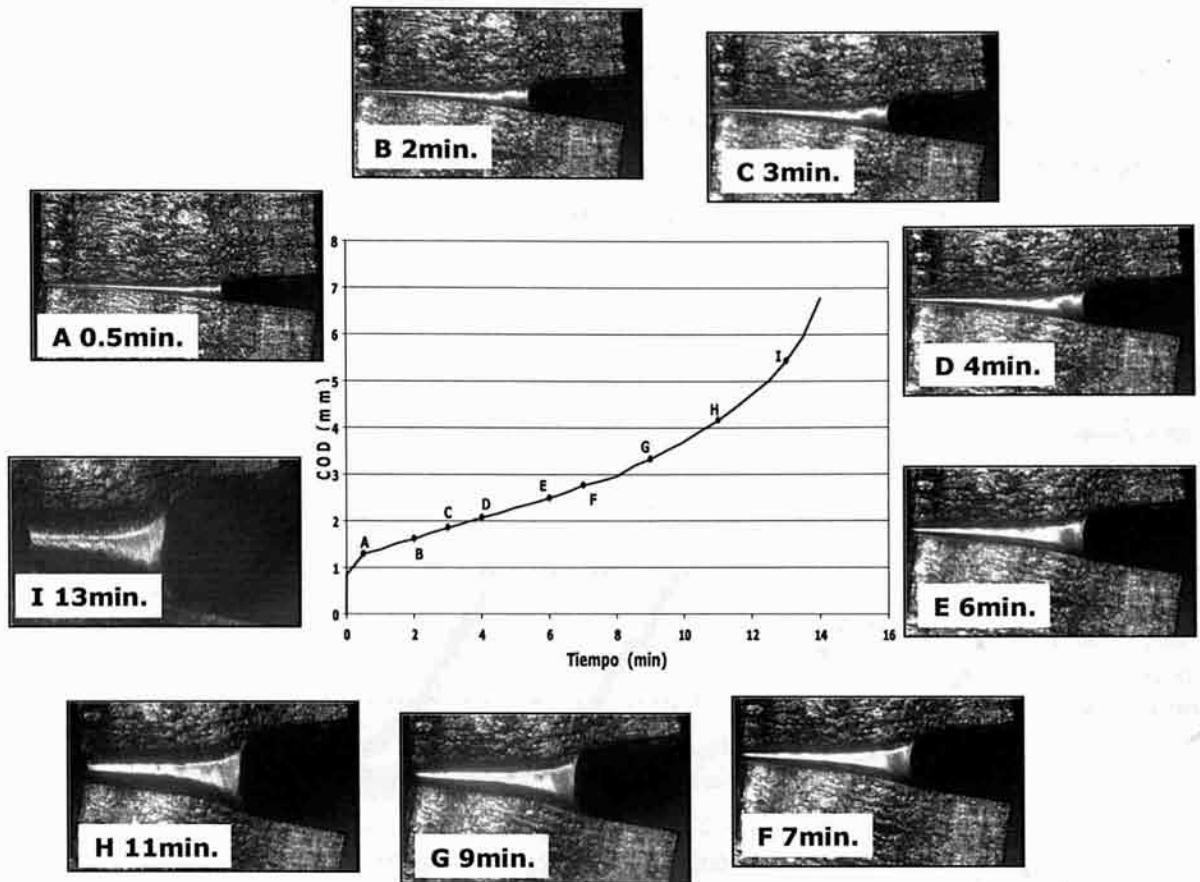 B 2min.
C 3min.
A 0.5min.
D 4min.
I 13min.
E 6min.
H 11min.
G 9min.
F 7min.
COD (mm)
8
7
6
5
4
3
2
1
0
A
B
C
D
E
F
G
H
I
0 2 4 6 8 10 12 14 16
Tiempo (min)